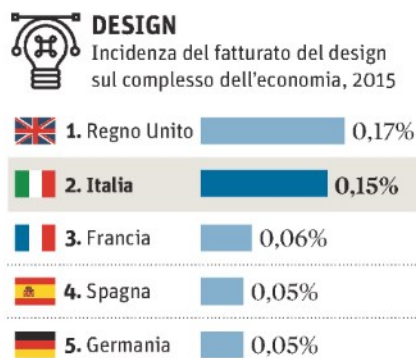 DESIGN
Incidenza del fatturato del design
sul complesso dell'economia, 2015
1. Regno Unito 0,17%
2. Italia 0,15%
3. Francia 0,06%
4. Spagna 0,05%
5. Germania 0,05%